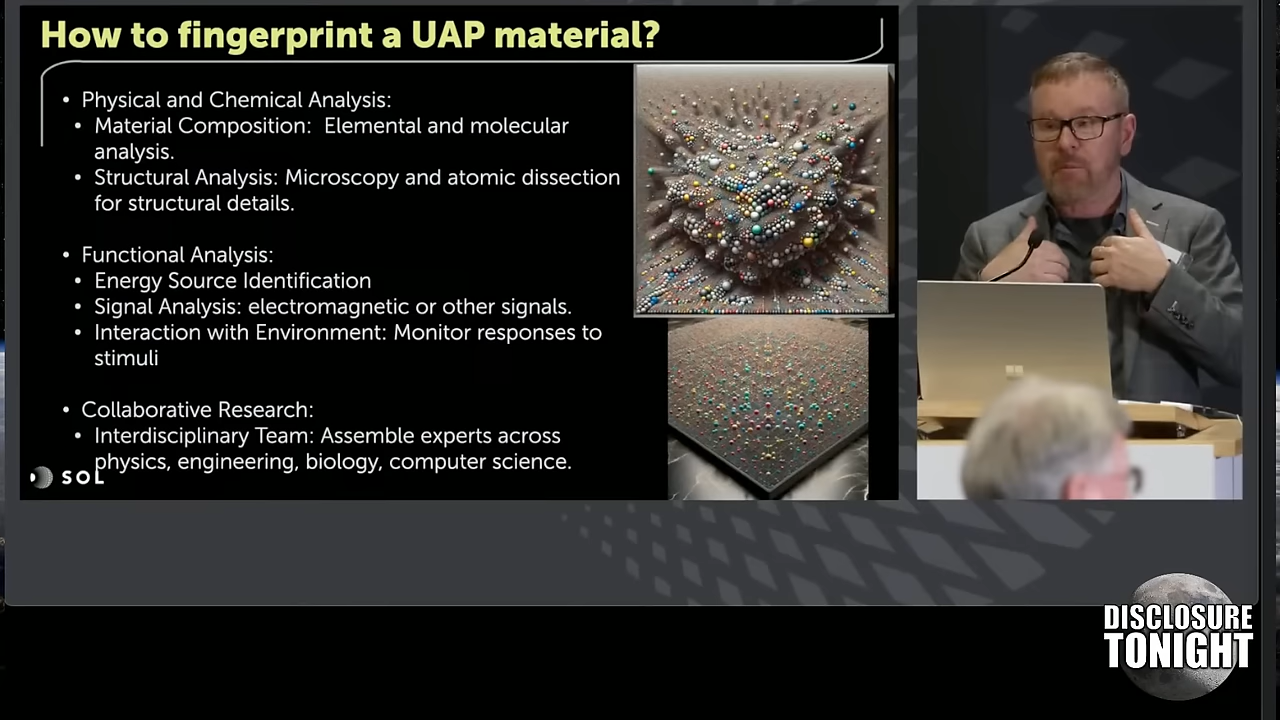 How to fingerprint a UAP material?
• Physical and Chemical Analysis:
• Material Composition: Elemental and molecular
analysis.
• Structural Analysis: Microscopy and atomic dissection
for structural details.
• Functional Analysis:
• Energy Source Identification
• Signal Analysis: electromagnetic or other signals.
• Interaction with Environment: Monitor responses to
stimuli
• Collaborative Research:
• Interdisciplinary Team: Assemble experts across
physics, engineering, biology, computer science.
SOL
DISCLOSURE
TONIGHT